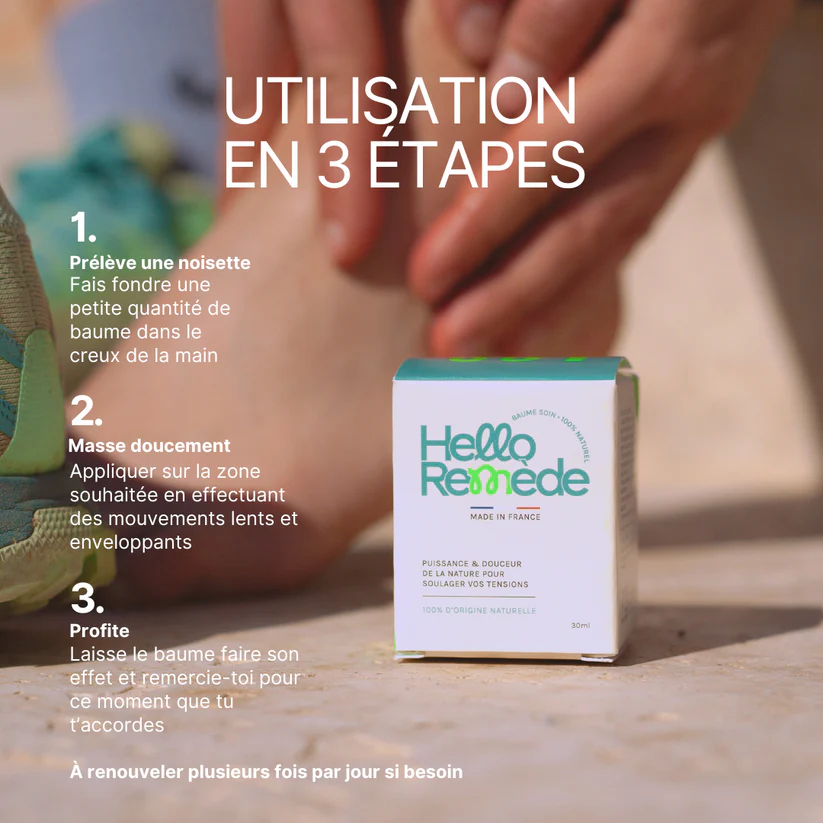 UTILISATION
EN 3 ÉTAPES
1.
Prélève une noisette
Fais fondre une
petite quantité de
baume dans le
creux de la main
2.
Masse doucement
Appliquer sur la zone
souhaitée en effectuant
des mouvements lents et
enveloppants
3.
Profite
Laisse le baume faire son
effet et remercie-toi pour
ce moment que tu
t'accordes
À renouveler plusieurs fois par jour si besoin
BAUME SOIN • 100% NATUREL
Hello
Remède
MADE IN FRANCE
PUISSANCE & DOUCEUR
DE LA NATURE POUR
SOULAGER VOS TENSIONS
100% D'ORIGINE NATURELLE
30ml